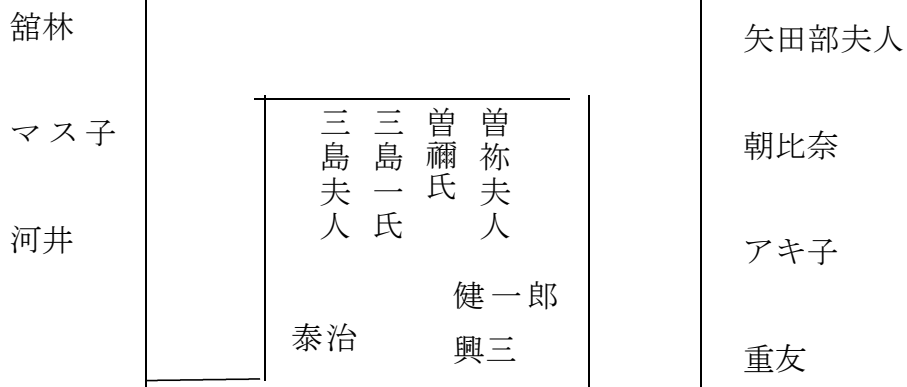 舘林
マス子
河井
矢田部夫人
朝比奈
アキ子
重友
曽祢夫人
曽禰氏
三島一氏
三島夫人
健一郎
興三
泰治